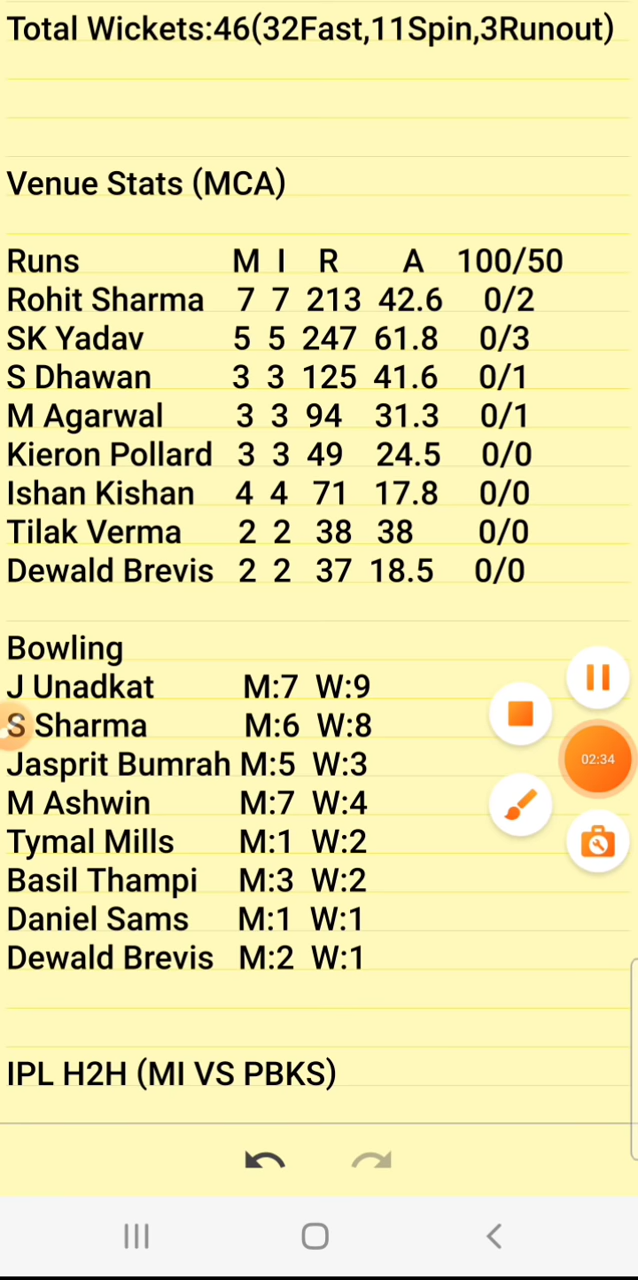 Total Wickets:46(32Fast,11Spin,3Runout)
Venue Stats (MCA)
Runs M I R A 100/50
Rohit Sharma 7 7 213 42.6 0/2
SK Yadav 5 5 247 61.8 0/3
S Dhawan 3 3 125 41.6 0/1
M Agarwal 3 3 94 31.3 0/1
Kieron Pollard 3 3 49 24.5 0/0
Ishan Kishan 4 4 71 17.8 0/0
Tilak Verma 2 2 38 38 0/0
Dewald Brevis 2 2 37 18.5 0/0
Bowling
J Unadkat M:7 W:9
S Sharma M:6 W:8
Jasprit Bumrah M:5 W:3
M Ashwin M:7 W:4
Tymal Mills M:1 W:2
Basil Thampi M:3 W:2
Daniel Sams M:1 W:1
Dewald Brevis M:2 W:1
02:34
IPL H2H (MI VS PBKS)